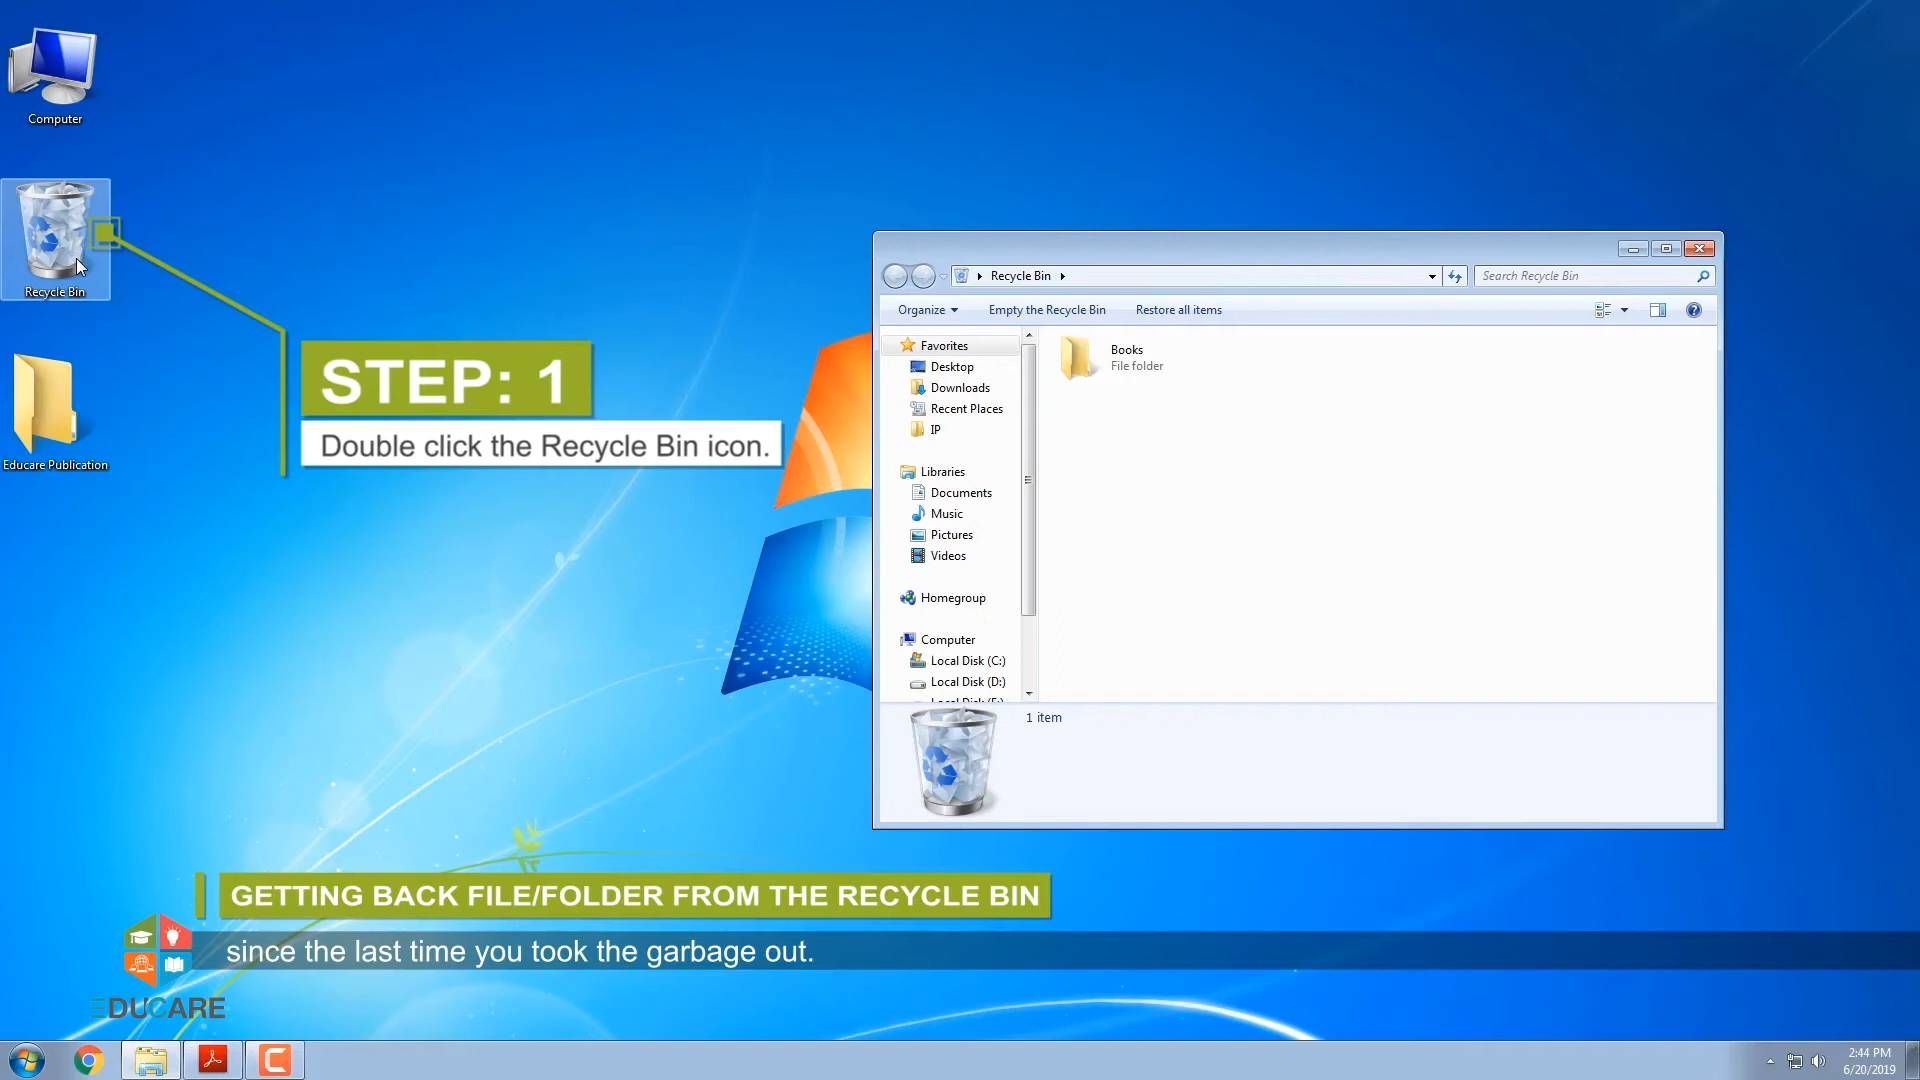 Computer
Recycle Bin
Educare Publication
STEP: 1
Double click the Recycle Bin icon.
Recycle Bin
Search Recycle Bin
Organize
Empty the Recycle Bin
Restore all items
Favorites
Desktop
Downloads
Recent Places
IP
Libraries
Documents
Music
Pictures
Videos
Homegroup
Computer
Local Disk (C:)
Local Disk (D:)
Books
File folder
1 item
GETTING BACK FILE/FOLDER FROM THE RECYCLE BIN
since the last time you took the garbage out.
EDUCARE
2:44 PM
6/20/2019